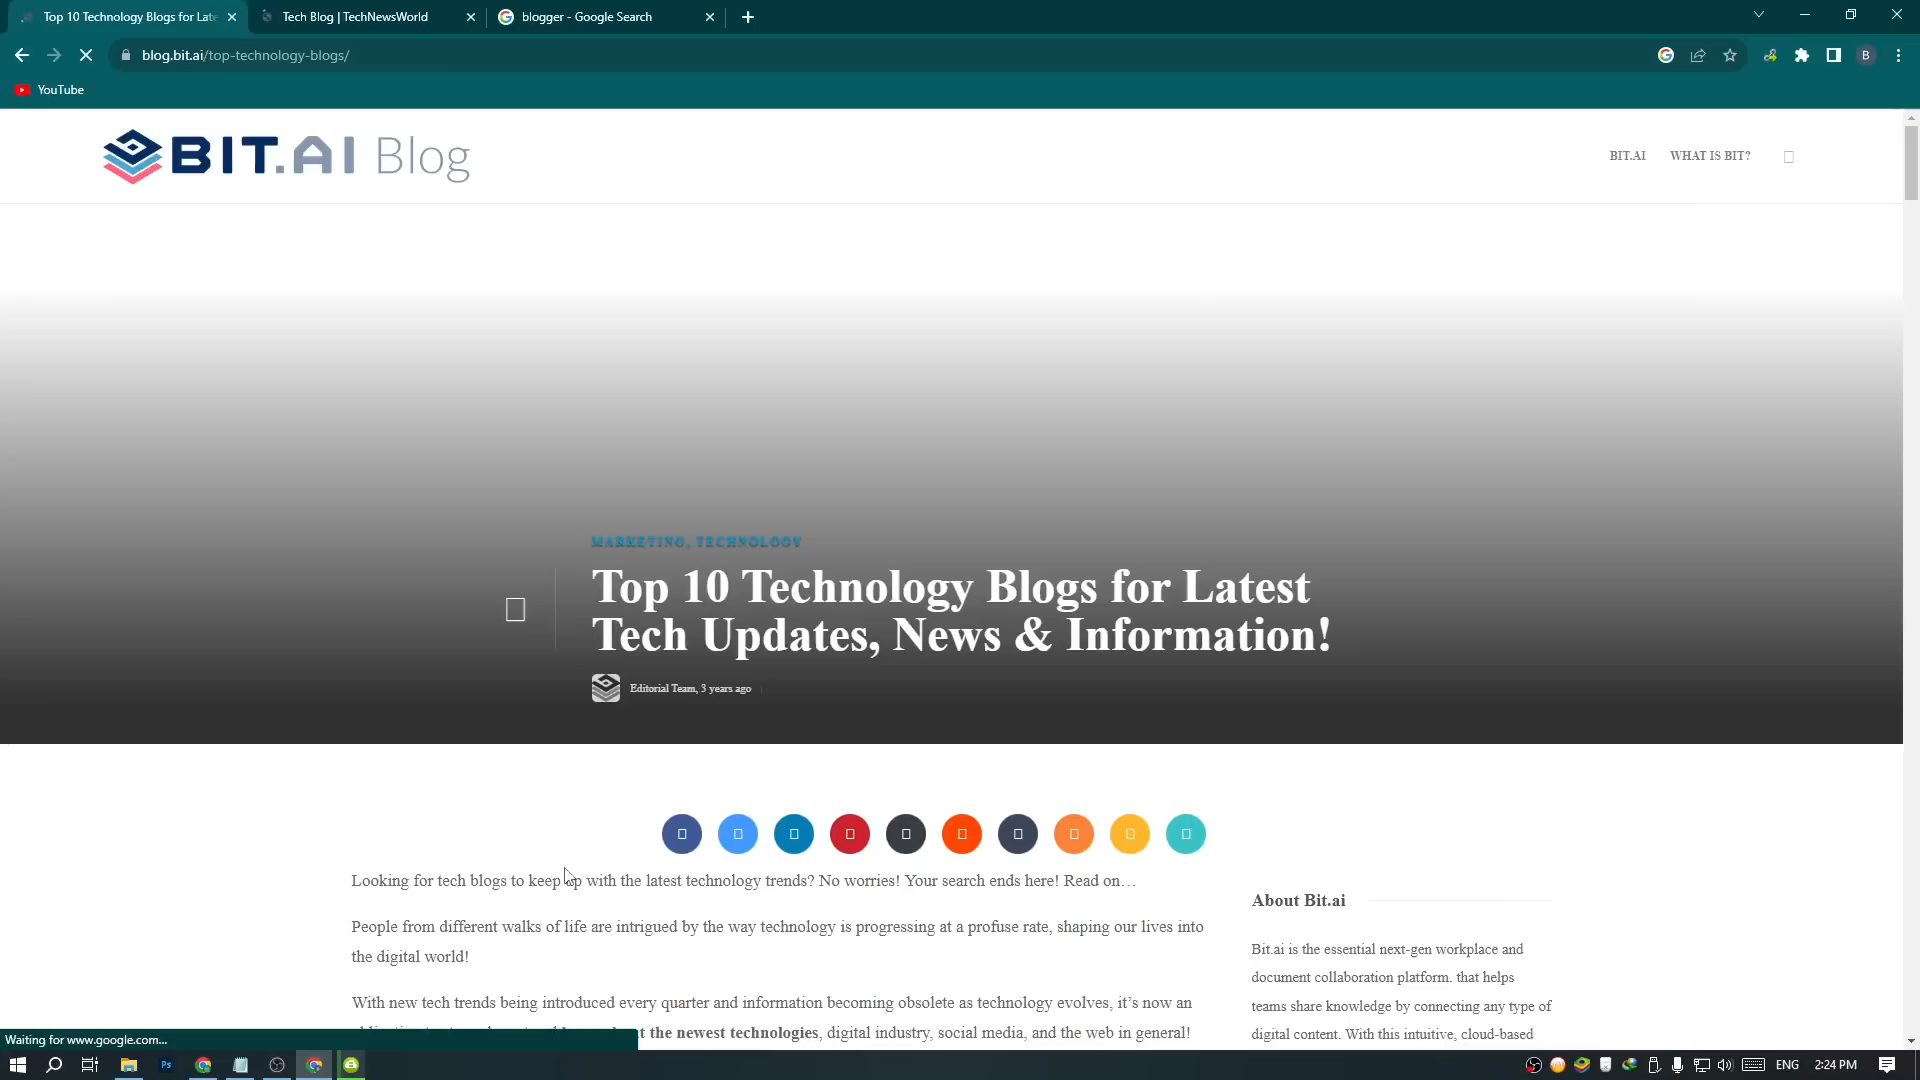 Top 10 Technology Blogs for Late
Tech Blog | TechNewsWorld
blogger - Google Search
blog.bit.ai/top-technology-blogs/
B
YouTube
BIT.AI Blog
BIT.AI
WHAT IS BIT?
MARKETING, TECHNOLOGY
Top 10 Technology Blogs for Latest
Tech Updates, News & Information!
Editorial Team, 3 years ago
Looking for tech blogs to keep up with the latest technology trends? No worries! Your search ends here! Read on…
People from different walks of life are intrigued by the way technology is progressing at a profuse rate, shaping our lives into
the digital world!
With new tech trends being introduced every quarter and information becoming obsolete as technology evolves, it's now an
the newest technologies, digital industry, social media, and the web in general!
About Bit.ai
Bit.ai is the essential next-gen workplace and
document collaboration platform. that helps
teams share knowledge by connecting any type of
digital content. With this intuitive, cloud-based
Waiting for www.google.com...
Ps
ENG
2:24 PM